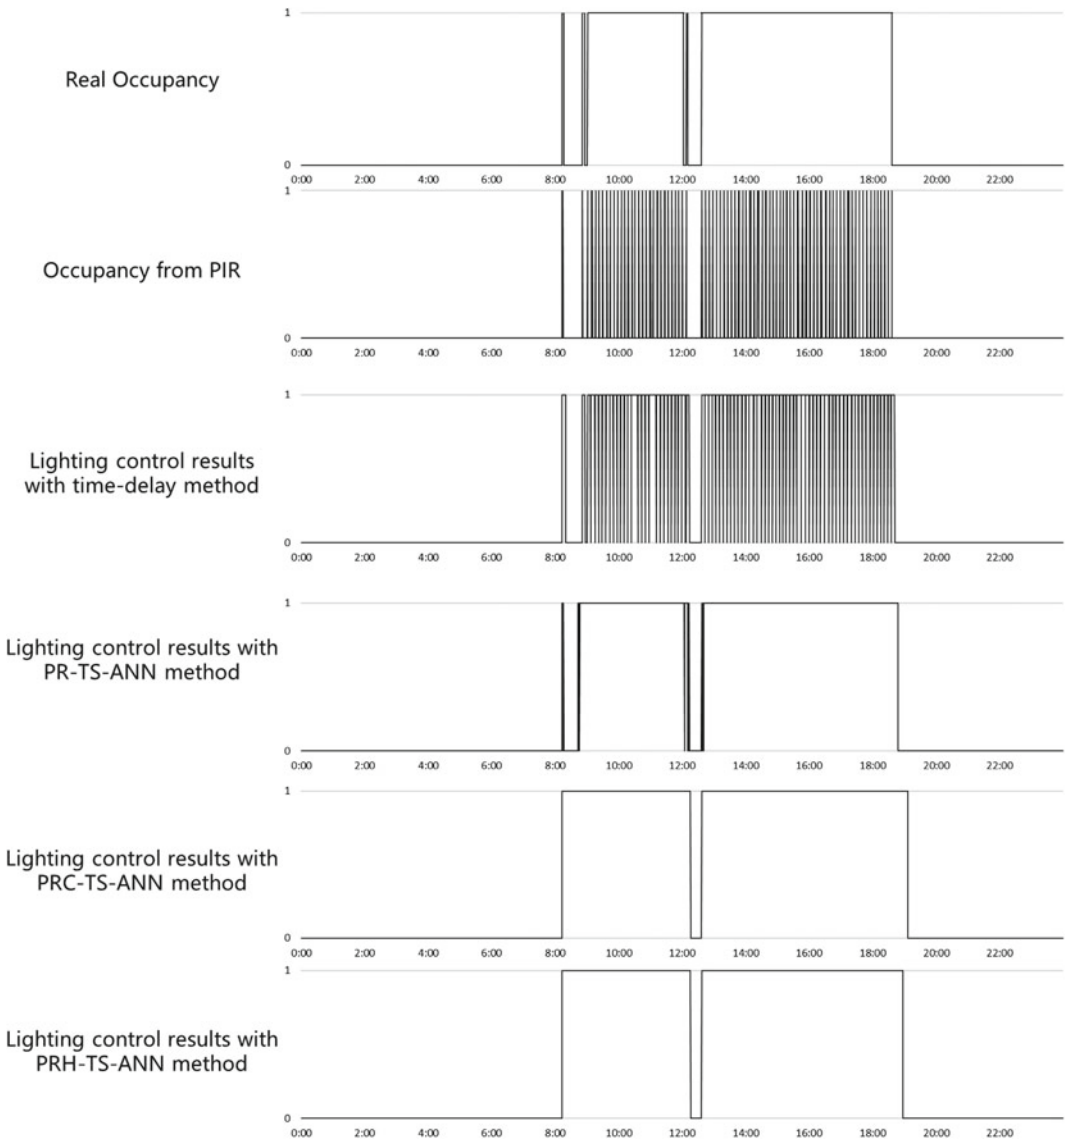 1
Real Occupancy
0
0:00 2:00 4:00 6:00 8:00 10:00 12:00 14:00 16:00 18:00 20:00 22:00
1
Occupancy from PIR
0
0:00 2:00 4:00 6:00 8:00 10:00 12:00 14:00 16:00 18:00 20:00 22:00
1
Lighting control results
with time-delay method
0
0:00 2:00 4:00 6:00 8:00 10:00 12:00 14:00 16:00 18:00 20:00 22:00
1
Lighting control results with
PR-TS-ANN method
0
0:00 2:00 4:00 6:00 8:00 10:00 12:00 14:00 16:00 18:00 20:00 22:00
1
Lighting control results with
PRC-TS-ANN method
0
0:00 2:00 4:00 6:00 8:00 10:00 12:00 14:00 16:00 18:00 20:00 22:00
1
Lighting control results with
PRH-TS-ANN method
0
0:00 2:00 4:00 6:00 8:00 10:00 12:00 14:00 16:00 18:00 20:00 22:00